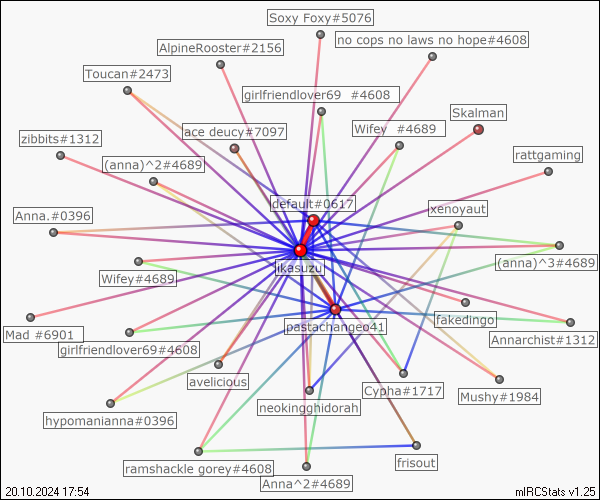 Soxy Foxy#5076
no cops no laws no hope#4608
AlpineRooster#2156
Toucan#2473
girlfriendlover69 #4608
Skalman
ace deucy#7097
Wifey #4689
zibbits#1312
(anna)^2#4689
rattgaming
default#0617
xenoyaut
Anna.#0396
(anna)^3#4689
jikasuzu
Wifey#4689
fakedingo
pastachangeo41
Mad #6901
Annarchist#1312
girlfriendlover69#4608
avelicious
Cypha#1717
Mushy#1984
neokingghidorah
hypomanianna#0396
frisout
ramshackle gorey#4608
Anna^2#4689
20.10.2024 17:54
mIRCStats v1.25